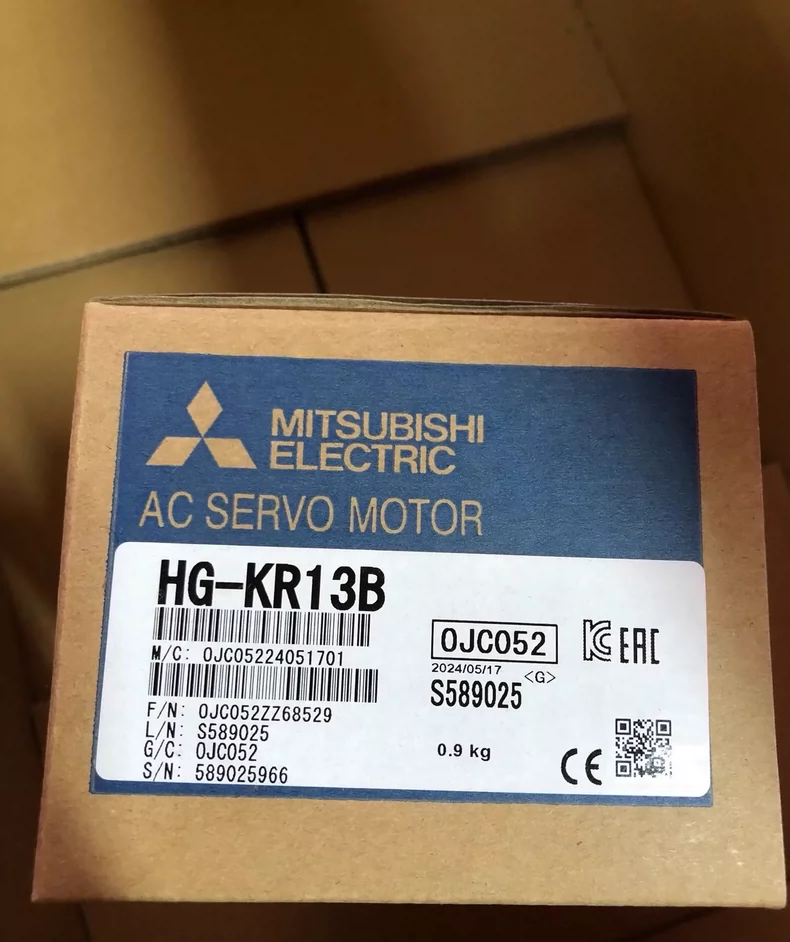 MITSUBISHI
ELECTRIC
AC SERVO MOTOR
HG-KR13B
M/C: 0JC05224051701
0JC052
2024/05/17 <G>
S589025
EAC
F/N: 0JC052ZZ68529
L/N: S589025
G/C: 0JC052
S/N: 589025966
0.9 kg
CE